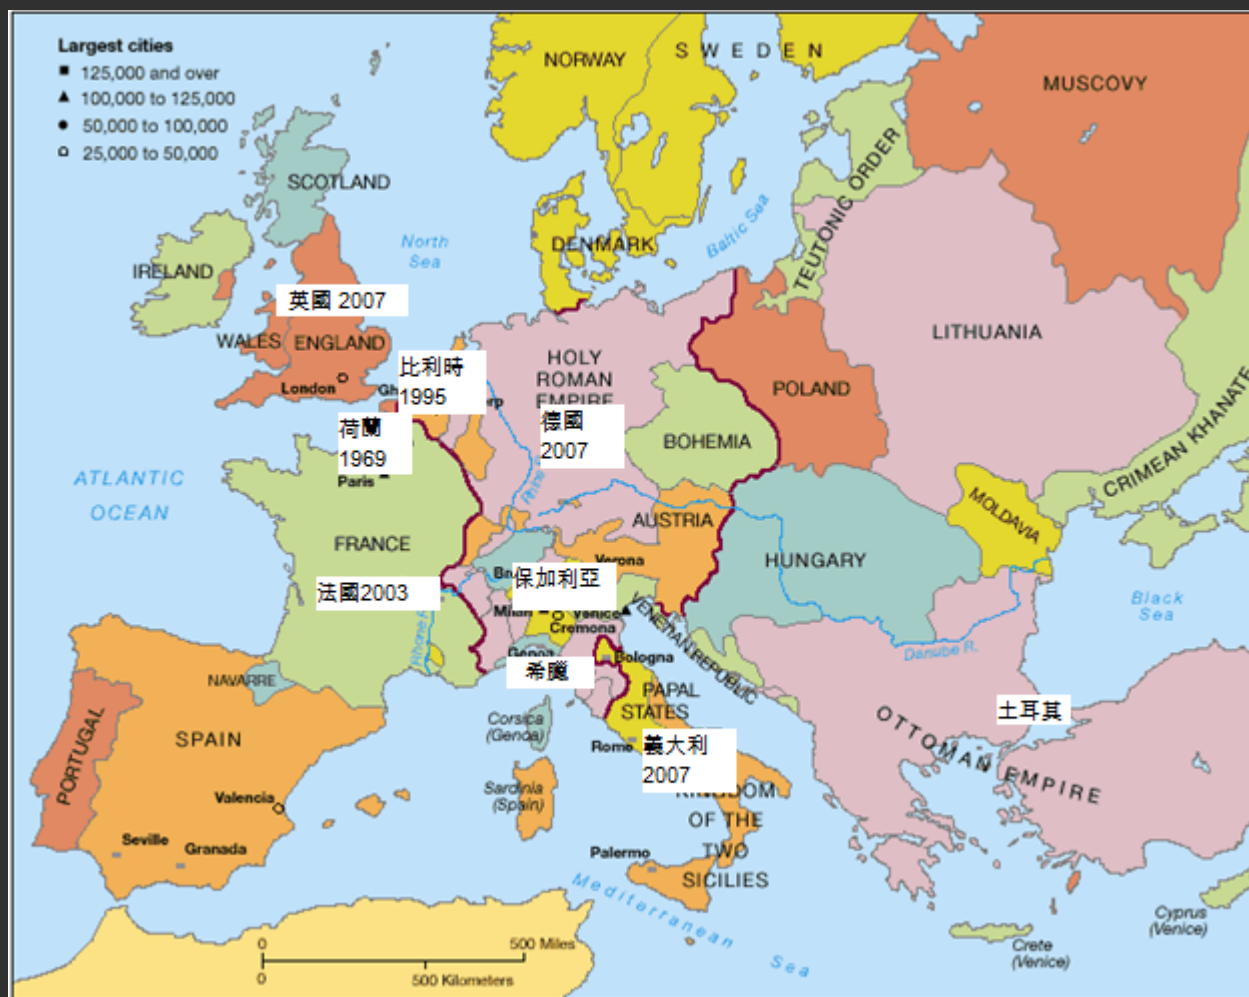 Largest cities
125,000 and over
100,000 to 125,000
50,000 to 100,000
25,000 to 50,000
NORWAY
SWEDEN
MUSCOVY
SCOTLAND
TEUTONIC ORDER
North
Sea
Baltic Sea
DENMARK
IRELAND
英國 2007
WALES
ENGLAND
London
LITHUANIA
HOLY
ROMAN
EMPIRE
POLAND
比利時
1995
荷蘭
1969
德國
2007
BOHEMIA
CRIMEAN KHANATE
Paris
ATLANTIC
OCEAN
MOLDAVIA
AUSTRIA
FRANCE
HUNGARY
Verona
保加利亞
法國2003
Milan
Venice
Cremona
VENETIAN REPUBLIC
Black
Sea
Danube R.
Rhone R.
Genoa
Bologna
希臘
NAVARRE
PAPAL
STATES
Corsica
(Genoa)
土耳其
OTTOMAN EMPIRE
PORTUGAL
SPAIN
Rome
義大利
2007
Sardinia
(Spain)
Valencia
KINGDOM
OF THE
TWO
SICILIES
Seville
Granada
Palermo
Mediterranean Sea
Cyprus
(Venice)
Crete
(Venice)
0
500 Miles
0
500 Kilometers